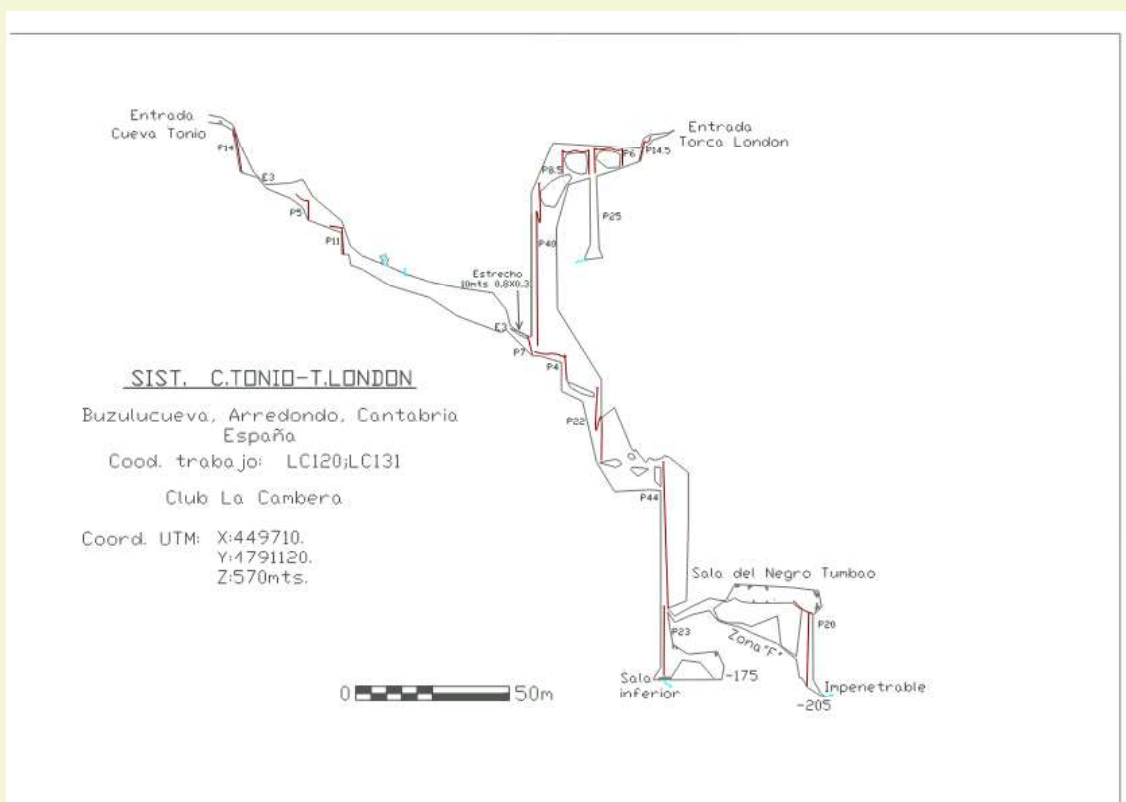 Entrada
Cueva Tonio
P14
E3
P5
P11
Entrada
Torca London
P14.5
P6
P8.5
P25
P40
Estrecho
10mts 0.8X0.3
E3
P7
P4
P22
P44
SIST. C.TONIO-T.LONDON
Buzulucueva, Arredondo, Cantabria
España
Cood. trabajo: LC120;LC131
Club La Cambera
Coord. UTM: X:449710.
Y:4791120.
Z:570mts.
Sala del Negro Tumbao
P23
Zona "F"
P20
Sala
inferior
-175
Impenetrable
-205
0 50m